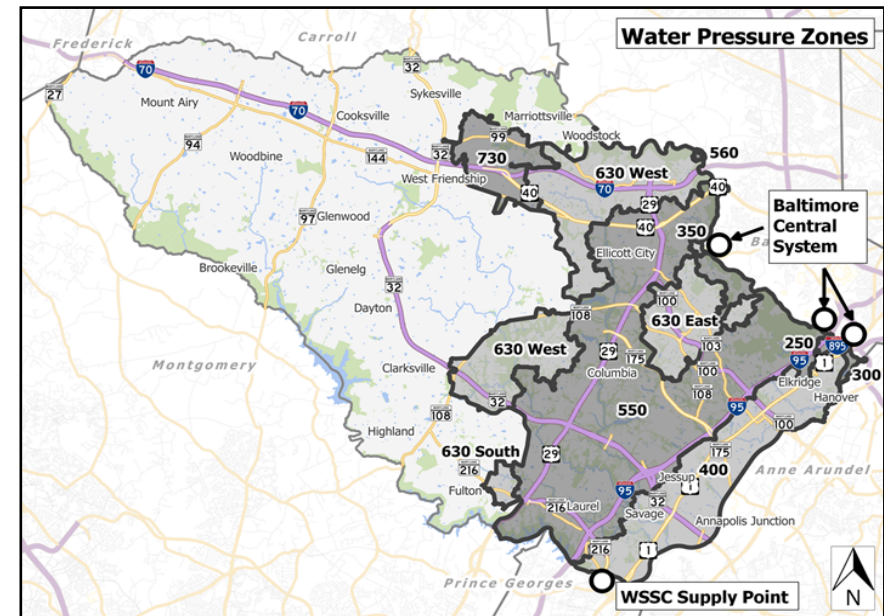 Water Pressure Zones
Frederick
Carroll
70
27
Mount Airy
32
Sykesville
70
Cooksville
Marriottsville
Woodstock
94
99
Woodbine
144
32
730
560
West Friendship
630 West
40
70
40
29
97
Glenwood
40
350
Baltimore
Central
System
Ellicott City
Brookeville
Glenelg
32
Dayton
100
108
630 East
630 West
29
175
103
250
895
95
1
Montgomery
Clarksville
Columbia
100
Elkridge
300
Hanover
108
32
550
95
100
108
Highland
175
29
630 South
400
Anne Arundel
216
Jessup
1
Fulton
95
32
216
Laurel
Savage
Annapolis Junction
216
1
Prince Georges
WSSC Supply Point
N